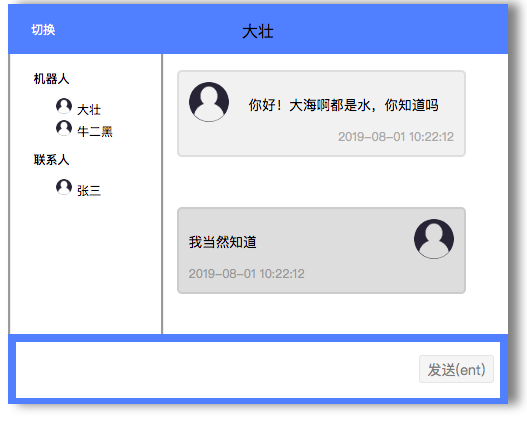 切换
大壮
机器人
大壮
牛二黑
联系人
张三
你好！大海啊都是水，你知道吗
2019-08-01 10:22:12
我当然知道
2019-08-01 10:22:12
发送(ent)